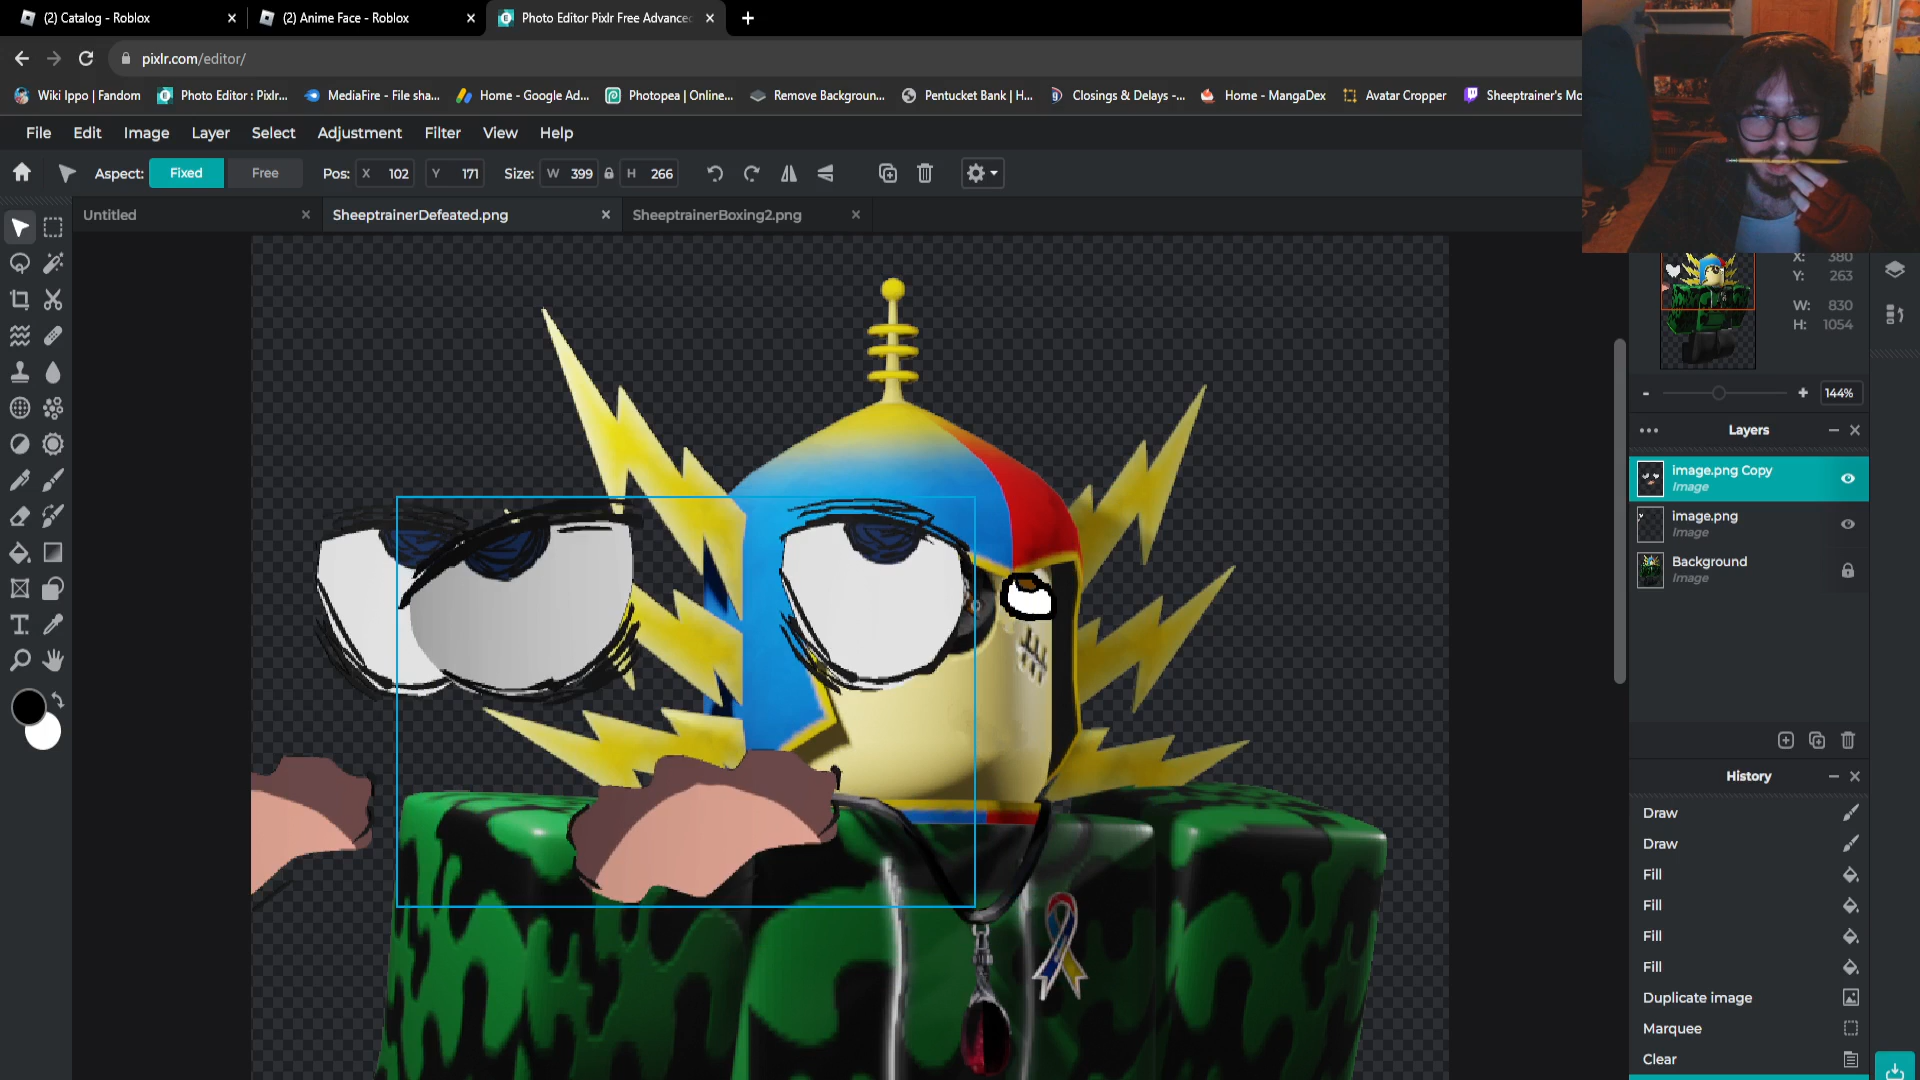 (2) Catalog - Roblox
(2) Anime Face - Roblox
Photo Editor Pixlr Free Advance
pixlr.com/editor/
Wiki Ippo | Fandom
Photo Editor : Pixlr...
MediaFire - File sha...
Home - Google Ad...
Photopea | Online...
Remove Backgroun...
Pentucket Bank | H...
Closings & Delays -...
Home - MangaDex
Avatar Cropper
Sheeptrainer's Mo
File Edit Image Layer Select Adjustment Filter View Help
Aspect: Fixed Free Pos: X 102 Y 171 Size: W 399 H 266
Untitled
SheeptrainerDefeated.png
SheeptrainerBoxing2.png
X: 380
Y: 263
W: 830
H: 1054
- + 144%
Layers
image.png Copy
Image
image.png
Image
Background
Image
History
Draw
Draw
Fill
Fill
Fill
Fill
Duplicate image
Marquee
Clear